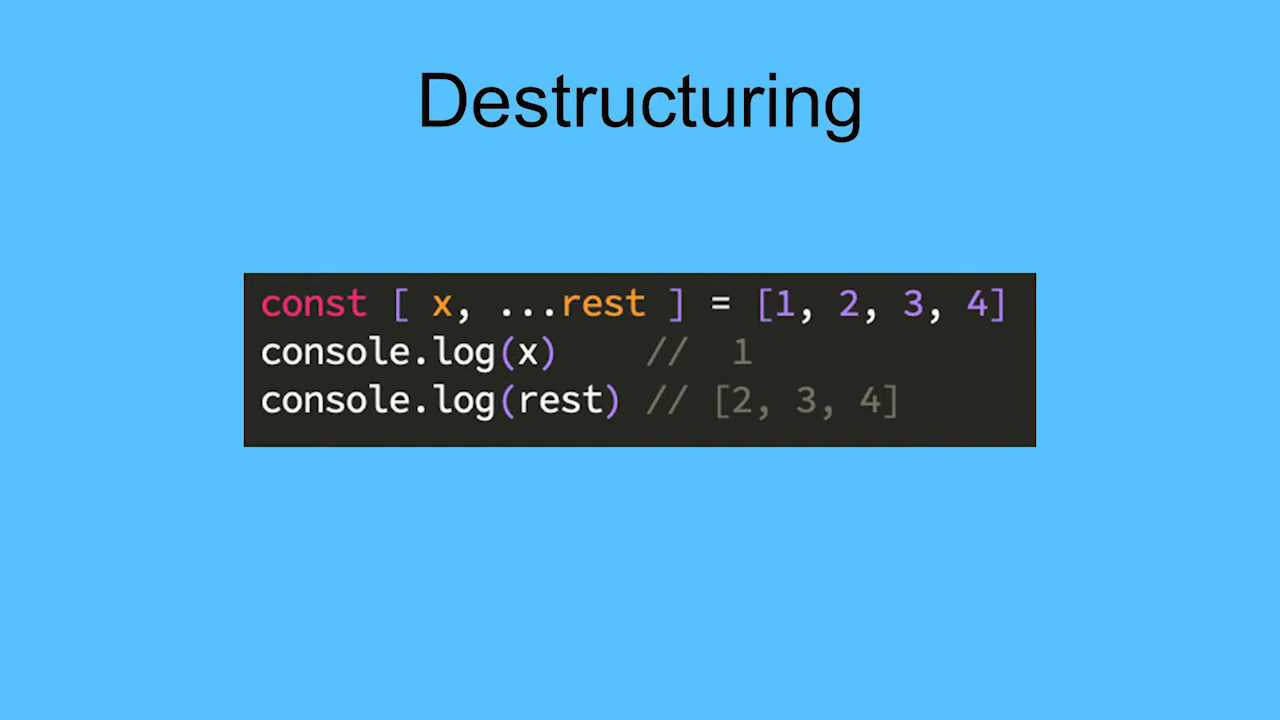 Destructuring
const [ x, ...rest ] = [1, 2, 3, 4]
console.log(x)    //  1
console.log(rest) // [2, 3, 4]